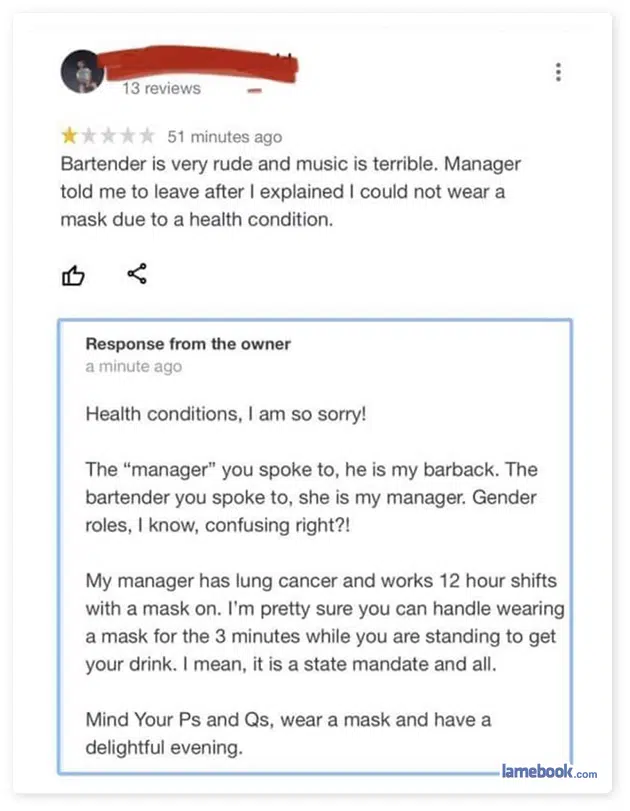 13 reviews
51 minutes ago
Bartender is very rude and music is terrible. Manager
told me to leave after I explained I could not wear a
mask due to a health condition.
Response from the owner
a minute ago
Health conditions, I am so sorry!
The “manager” you spoke to, he is my barback. The
bartender you spoke to, she is my manager. Gender
roles, I know, confusing right?!
My manager has lung cancer and works 12 hour shifts
with a mask on. I’m pretty sure you can handle wearing
a mask for the 3 minutes while you are standing to get
your drink. I mean, it is a state mandate and all.
Mind Your Ps and Qs, wear a mask and have a
delightful evening.
lamebook.com